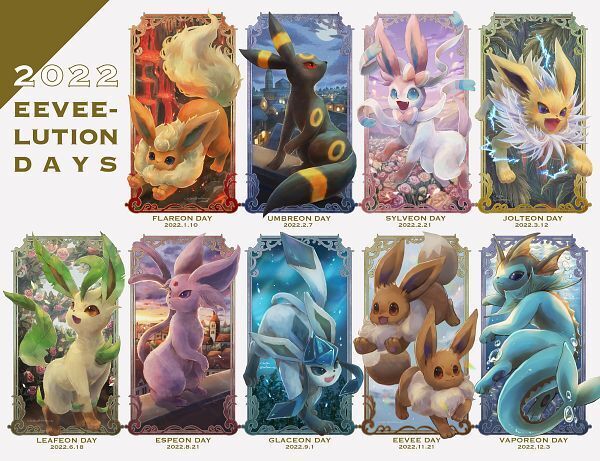 2022
EEVEE-
LUTION
DAYS
FLAREON DAY
2022.1.10
UMBREON DAY
2022.2.7
SYLVEON DAY
2022.2.21
JOLTEON DAY
2022.3.12
LEAFEON DAY
2022.6.18
ESPEON DAY
2022.8.21
GLACEON DAY
2022.9.1
EEVEE DAY
2022.11.21
VAPOREON DAY
2022.12.3